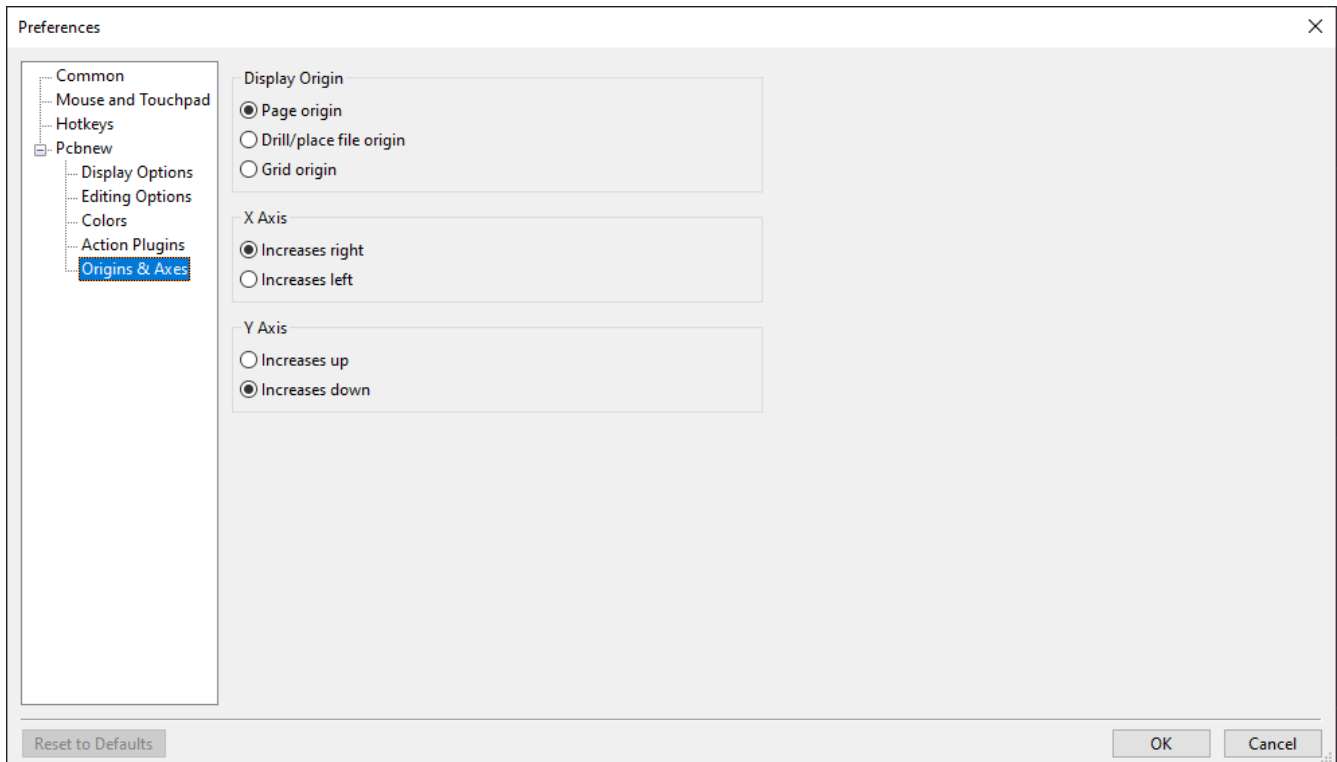 Preferences
Common
Mouse and Touchpad
Hotkeys
Pcbnew
Display Options
Editing Options
Colors
Action Plugins
Origins & Axes
Display Origin
Page origin
Drill/place file origin
Grid origin
X Axis
Increases right
Increases left
Y Axis
Increases up
Increases down
Reset to Defaults
OK
Cancel